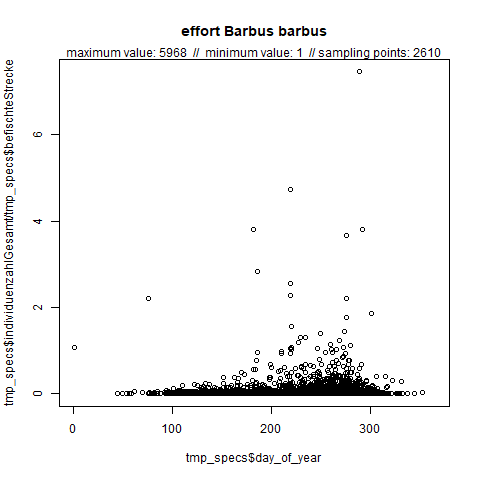 effort Barbus barbus
maximum value: 5968 // minimum value: 1 // sampling points: 2610
tmp_specs$individuenzahlGesamt/tmp_specs$befischteStrecke
6
4
2
0
0 100 200 300
tmp_specs$day_of_year